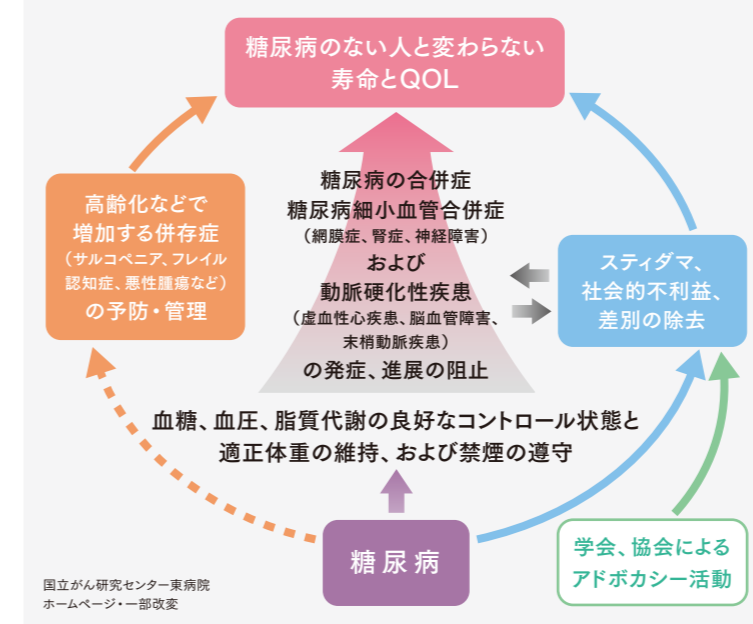 糖尿病のない人と変わらない
寿命とQOL
高齢化などで
増加する併存症
（サルコペニア、フレイル
認知症、悪性腫瘍など）
の予防・管理
糖尿病の合併症
糖尿病細小血管合併症
（網膜症、腎症、神経障害）
および
動脈硬化性疾患
（虚血性心疾患、脳血管障害、
末梢動脈疾患）
の発症、進展の阻止
スティダマ、
社会的不利益、
差別の除去
血糖、血圧、脂質代謝の良好なコントロール状態と
適正体重の維持、および禁煙の遵守
糖尿病
学会、協会による
アドボカシー活動
国立がん研究センター東病院
ホームページ・一部改変